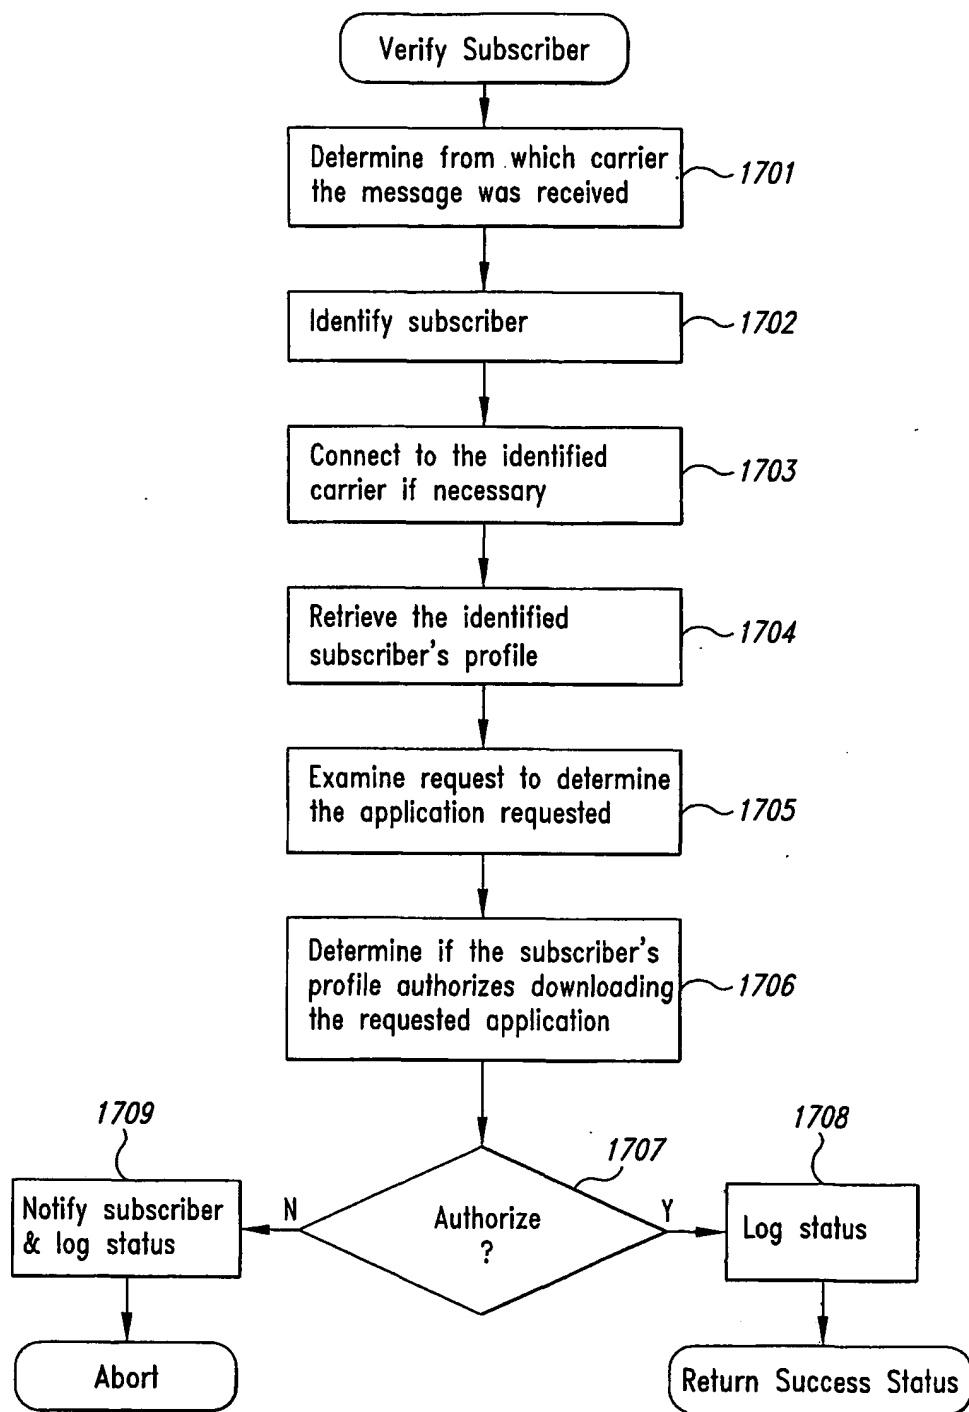 Verify Subscriber
Determine from which carrier
the message was received
1701
Identify subscriber
1702
Connect to the identified
carrier if necessary
1703
Retrieve the identified
subscriber's profile
1704
Examine request to determine
the application requested
1705
Determine if the subscriber's
profile authorizes downloading
the requested application
1706
1709
1707
1708
Notify subscriber
& log status
N
Authorize
?
Y
Log status
Abort
Return Success Status